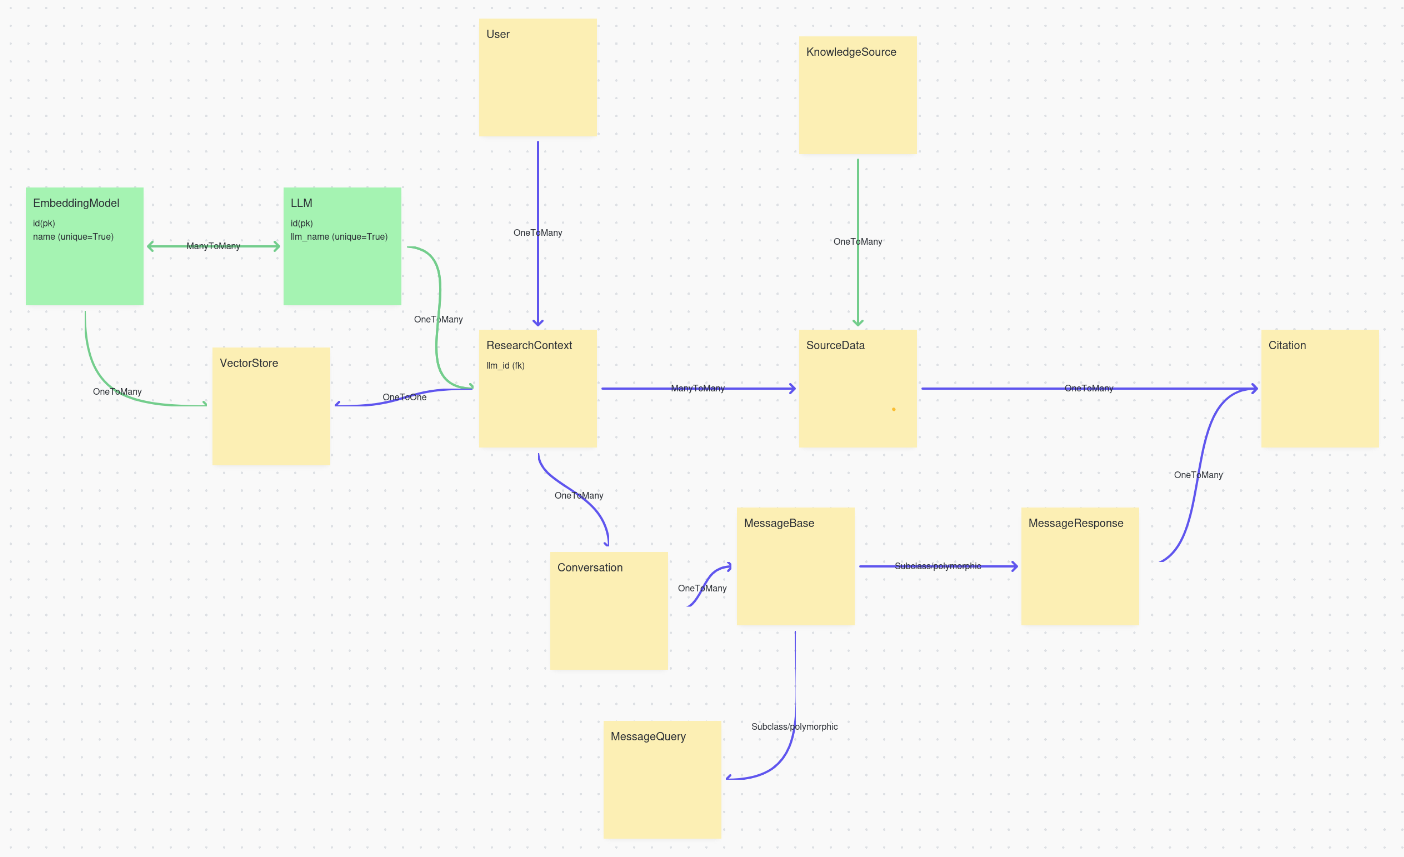 User
KnowledgeSource
EmbeddingModel
id(pk)
name (unique=True)
LLM
id(pk)
llm_name (unique=True)
ManyToMany
OneToMany
OneToMany
OneToMany
ResearchContext
llm_id (fk)
SourceData
Citation
VectorStore
OneToMany
OneToOne
ManyToMany
OneToMany
OneToMany
OneToMany
MessageBase
MessageResponse
Conversation
OneToMany
Subclass/polymorphic
Subclass/polymorphic
MessageQuery